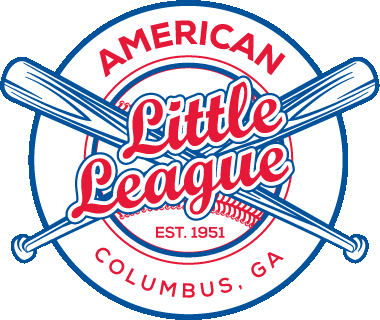 AMERICAN
Little
League
EST. 1951
COLUMBUS, GA